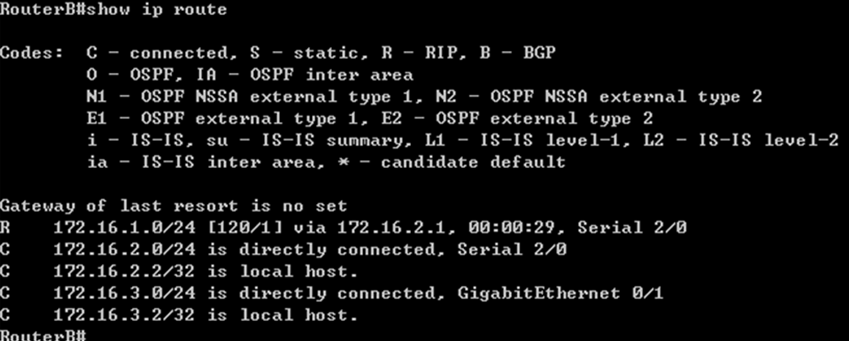 RouterB#show ip route
Codes:  C - connected, S - static, R - RIP, B - BGP
O - OSPF, IA - OSPF inter area
N1 - OSPF NSSA external type 1, N2 - OSPF NSSA external type 2
E1 - OSPF external type 1, E2 - OSPF external type 2
i - IS-IS, su - IS-IS summary, L1 - IS-IS level-1, L2 - IS-IS level-2
ia - IS-IS inter area, * - candidate default
Gateway of last resort is no set
R    172.16.1.0/24 [120/1] via 172.16.2.1, 00:00:29, Serial 2/0
C    172.16.2.0/24 is directly connected, Serial 2/0
C    172.16.2.2/32 is local host.
C    172.16.3.0/24 is directly connected, GigabitEthernet 0/1
C    172.16.3.2/32 is local host.
RouterB#